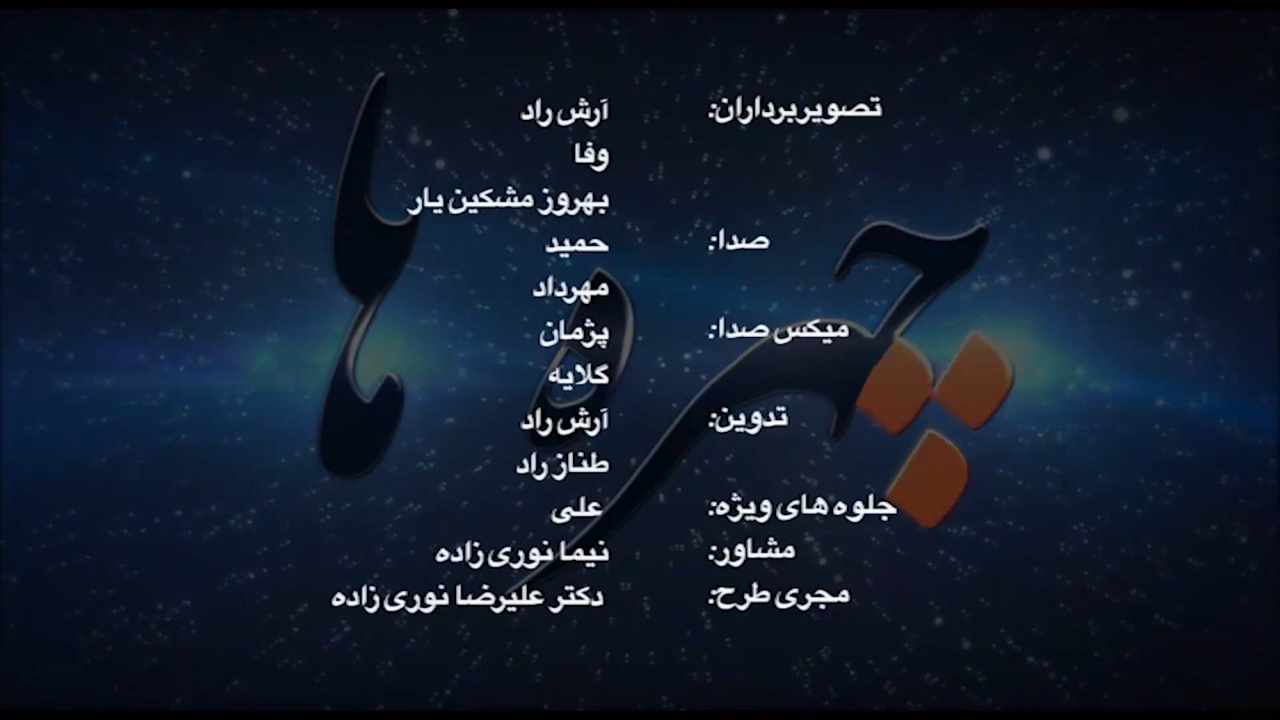 چهره ها
تصویربرداران: آرش راد
وفا
بهروز مشکین یار
صدا: حمید
مهرداد
میکس صدا: پژمان
گلایه
تدوین: آرش راد
طناز راد
جلوه های ویژه: علی
مشاور: نیما نوری زاده
مجری طرح: دکتر علیرضا نوری زاده